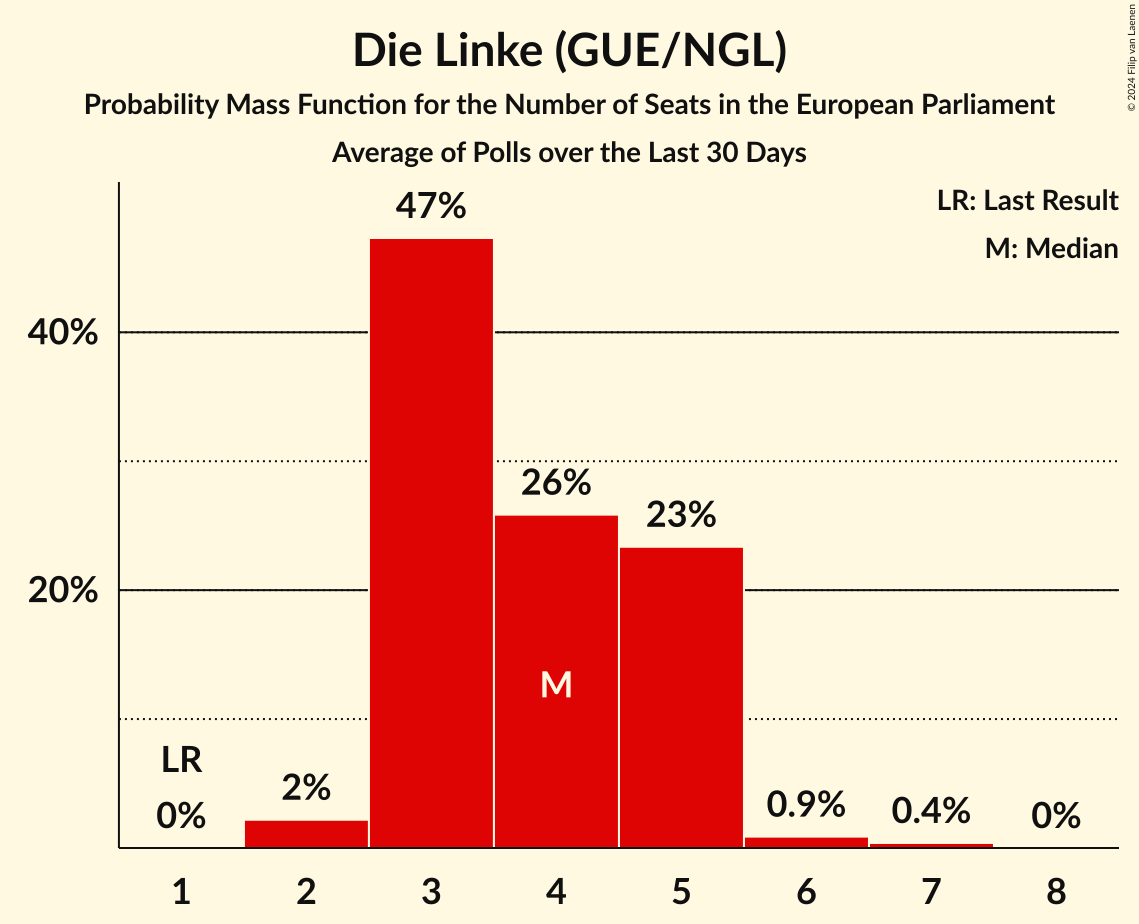 Die Linke (GUE/NGL)
Probability Mass Function for the Number of Seats in the European Parliament
Average of Polls over the Last 30 Days
© 2024 Filip van Laenen
LR: Last Result
M: Median
47%
40%
26%
23%
20%
M
LR
0%
2%
0.9%
0.4%
0%
1 2 3 4 5 6 7 8